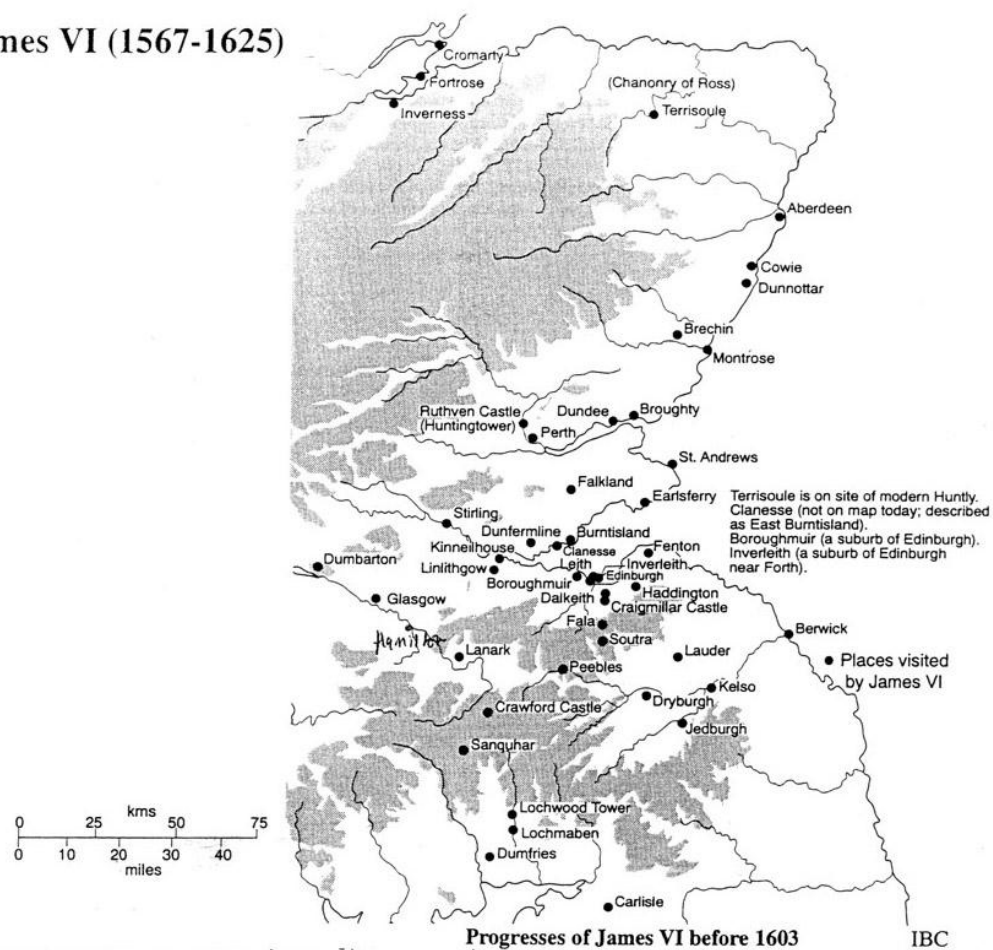 mes VI (1567-1625)
Cromarty
Fortrose
Inverness
(Chanonry of Ross)
Terrisoule
Aberdeen
Cowie
Dunnottar
Brechin
Montrose
Ruthven Castle
(Huntingtower)
Perth
Dundee
Broughty
St. Andrews
Falkland
Earlsferry
Terrisoule is on site of modern Huntly.
Clanesse (not on map today; described
as East Burntisland).
Boroughmuir (a suburb of Edinburgh).
Inverleith (a suburb of Edinburgh
near Forth).
Stirling
Dunfermline
Burntisland
Kinneilhouse
Clanesse
Fenton
Linlithgow
Leith
Inverleith
Boroughmuir
Edinburgh
Dumbarton
Haddington
Dalkeith
Craigmillar Castle
Glasgow
Fala
Hamilton
Soutra
Berwick
Lanark
Lauder
Places visited
by James VI
Peebles
Kelso
Dryburgh
Crawford Castle
Jedburgh
Sanquhar
kms
0 25 50 75
0 10 20 30 40
miles
Lochwood Tower
Lochmaben
Dumfries
Carlisle
Progresses of James VI before 1603
IBC